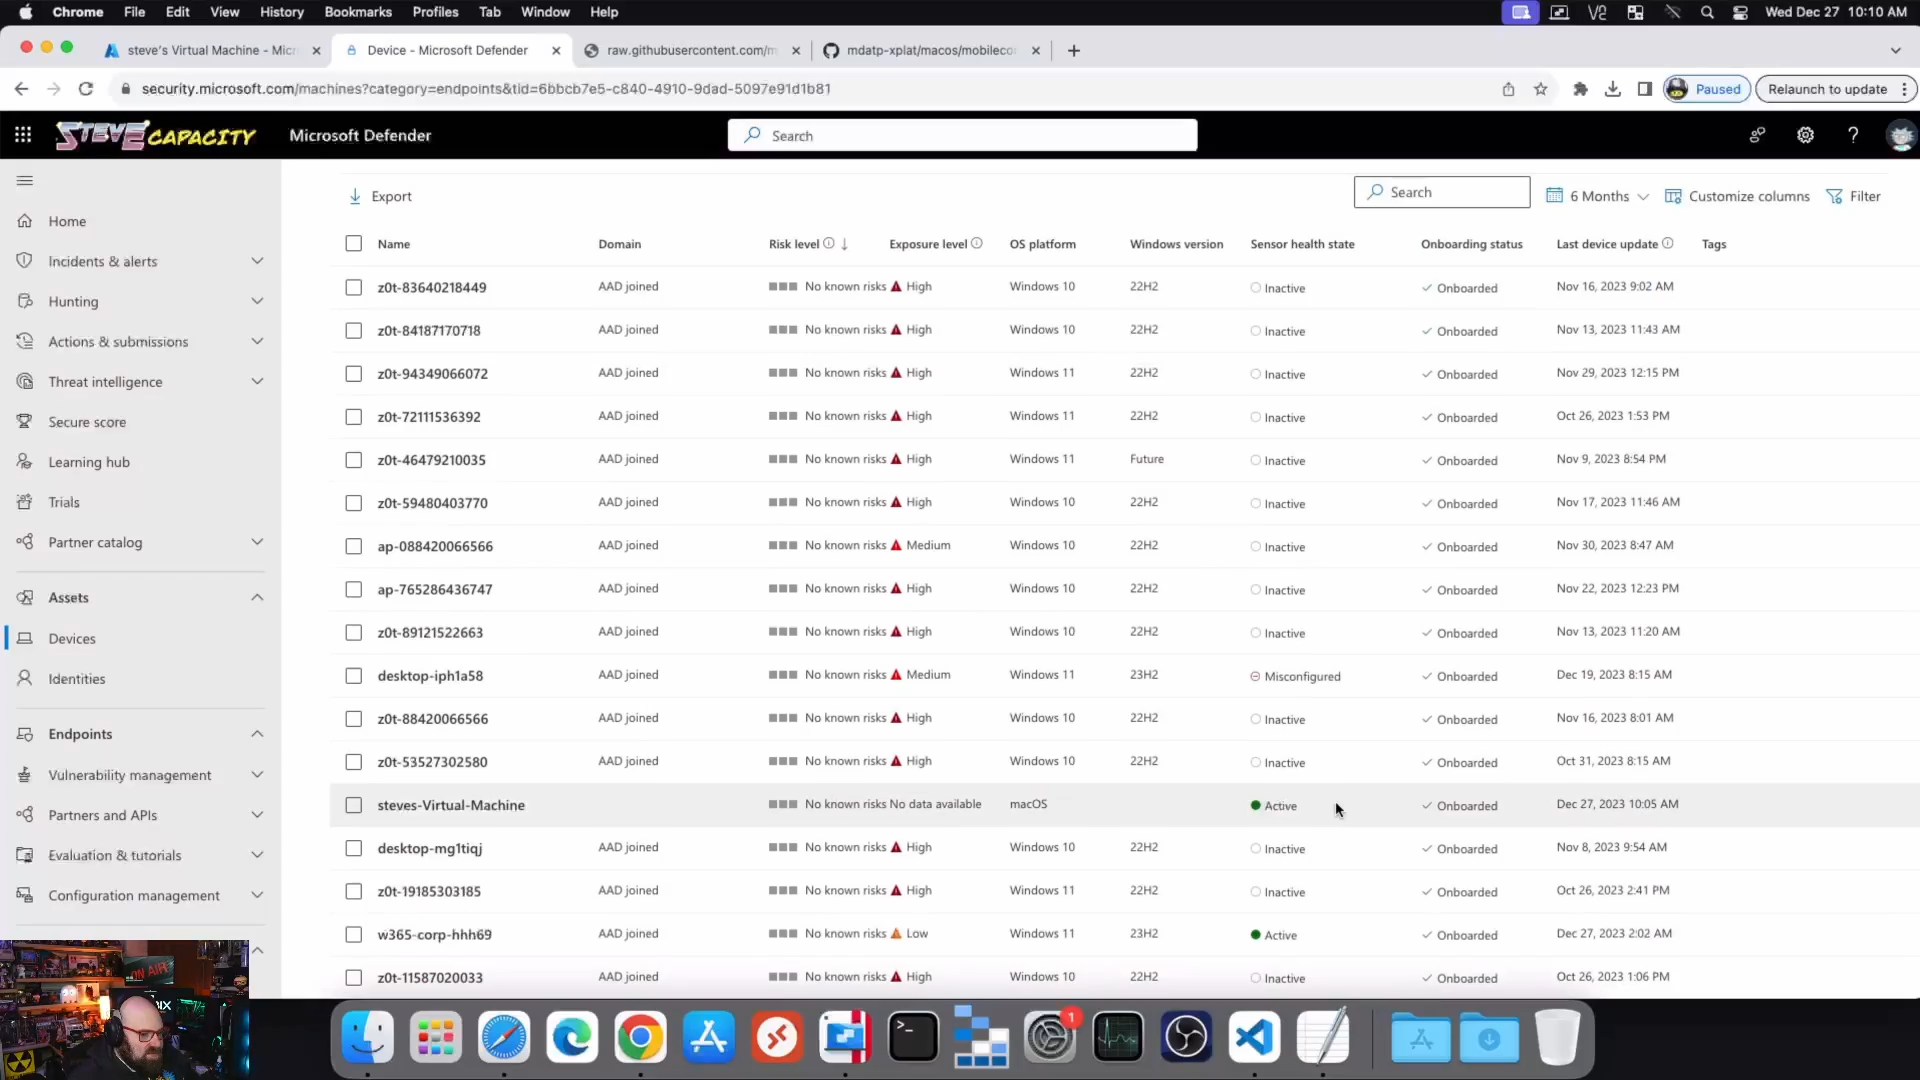 Chrome File Edit View History Bookmarks Profiles Tab Window Help Wed Dec 27 10:10 AM
steve's Virtual Machine - Micr Device - Microsoft Defender raw.githubusercontent.com/m mdatp-xplat/macos/mobileco
security.microsoft.com/machines?category=endpoints&tid=6bbcb7e5-c840-4910-9dad-5097e91d1b81 Paused Relaunch to update
STEVECAPACITY Microsoft Defender Search
Export Search 6 Months Customize columns Filter
Home
Incidents & alerts
Hunting
Actions & submissions
Threat intelligence
Secure score
Learning hub
Trials
Partner catalog
Assets
Devices
Identities
Endpoints
Vulnerability management
Partners and APIs
Evaluation & tutorials
Configuration management
Name Domain Risk level Exposure level OS platform Windows version Sensor health state Onboarding status Last device update Tags
z0t-83640218449 AAD joined No known risks High Windows 10 22H2 Inactive Onboarded Nov 16, 2023 9:02 AM
z0t-84187170718 AAD joined No known risks High Windows 10 22H2 Inactive Onboarded Nov 13, 2023 11:43 AM
z0t-94349066072 AAD joined No known risks High Windows 11 22H2 Inactive Onboarded Nov 29, 2023 12:15 PM
z0t-72111536392 AAD joined No known risks High Windows 11 22H2 Inactive Onboarded Oct 26, 2023 1:53 PM
z0t-46479210035 AAD joined No known risks High Windows 11 Future Inactive Onboarded Nov 9, 2023 8:54 PM
z0t-59480403770 AAD joined No known risks High Windows 10 22H2 Inactive Onboarded Nov 17, 2023 11:46 AM
ap-088420066566 AAD joined No known risks Medium Windows 10 22H2 Inactive Onboarded Nov 30, 2023 8:47 AM
ap-765286436747 AAD joined No known risks High Windows 10 22H2 Inactive Onboarded Nov 22, 2023 12:23 PM
z0t-89121522663 AAD joined No known risks High Windows 10 22H2 Inactive Onboarded Nov 13, 2023 11:20 AM
desktop-iph1a58 AAD joined No known risks Medium Windows 11 23H2 Misconfigured Onboarded Dec 19, 2023 8:15 AM
z0t-88420066566 AAD joined No known risks High Windows 10 22H2 Inactive Onboarded Nov 16, 2023 8:01 AM
z0t-53527302580 AAD joined No known risks High Windows 10 22H2 Inactive Onboarded Oct 31, 2023 8:15 AM
steves-Virtual-Machine No known risks No data available macOS Active Onboarded Dec 27, 2023 10:05 AM
desktop-mg1tiqj AAD joined No known risks High Windows 10 22H2 Inactive Onboarded Nov 8, 2023 9:54 AM
z0t-19185303185 AAD joined No known risks High Windows 11 22H2 Inactive Onboarded Oct 26, 2023 2:41 PM
w365-corp-hhh69 AAD joined No known risks Low Windows 11 23H2 Active Onboarded Dec 27, 2023 2:02 AM
z0t-11587020033 AAD joined No known risks High Windows 10 22H2 Inactive Onboarded Oct 26, 2023 1:06 PM
ON AIR
1